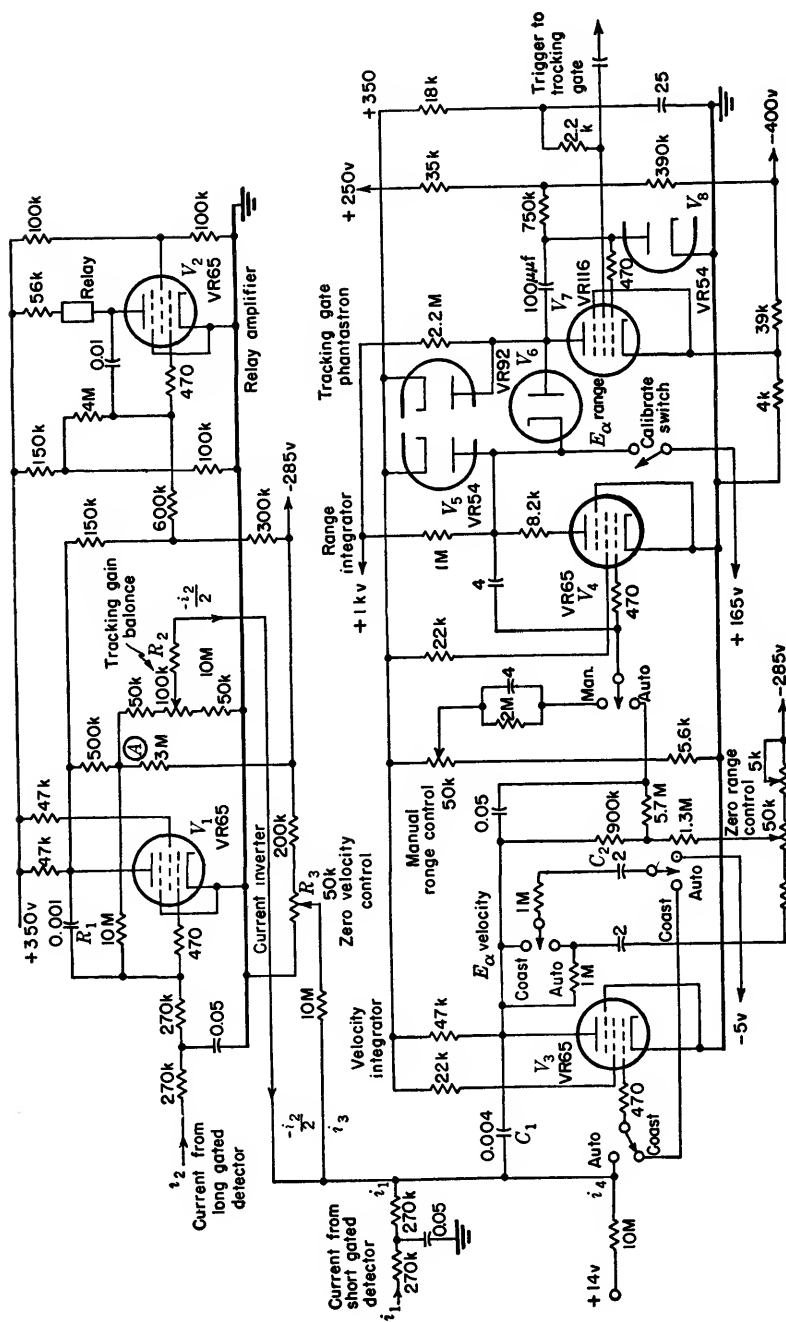 +350v
47k
47k
0.001
R₁
10M
470
270k
270k
0.05
i₂
Current from
long gated
detector
V₁
VR65
Current inverter
500k
A
3M
50k
100k
50k
Tracking gain
balonce
R₂
10M
-i₂/2
150k
600k
300k
-285v
200k
R₃
50k
Zero velocity
control
10M
150k
4M
100k
0.01
470
56k
Relay
V₂
VR65
Relay amplifier
100k
100k
-i₂/2
i₃
i₁
270k
270k
0.05
i₁
Current from
short gated
detector
+14v
10M
i₄
Auto
Coast
470
0.004
C₁
Velocity
integrator
22k
47k
V₃
VR65
Eα velocity
Coast
Auto
1M
1M
C₂
2
2
Coast
Auto
-5v
Manual
range control
50k
5.6k
0.05
900k
5.7M
1.3M
Zero range
control
50k
5k
-285v
2M
4
Man.
Auto
Range
integrator
+1kv
22k
1M
4
8.2k
470
VR65
V₄
V₅
VR54
Eα range
Calibrate
switch
+165v
Tracking gate
phantastron
2.2M
VR92
V₆
100μμf
V₇
VR116
470
V₈
VR54
4k
39k
-400v
+250v
35k
750k
390k
+350
18k
2.2
k
25
Trigger to
trocking
gate